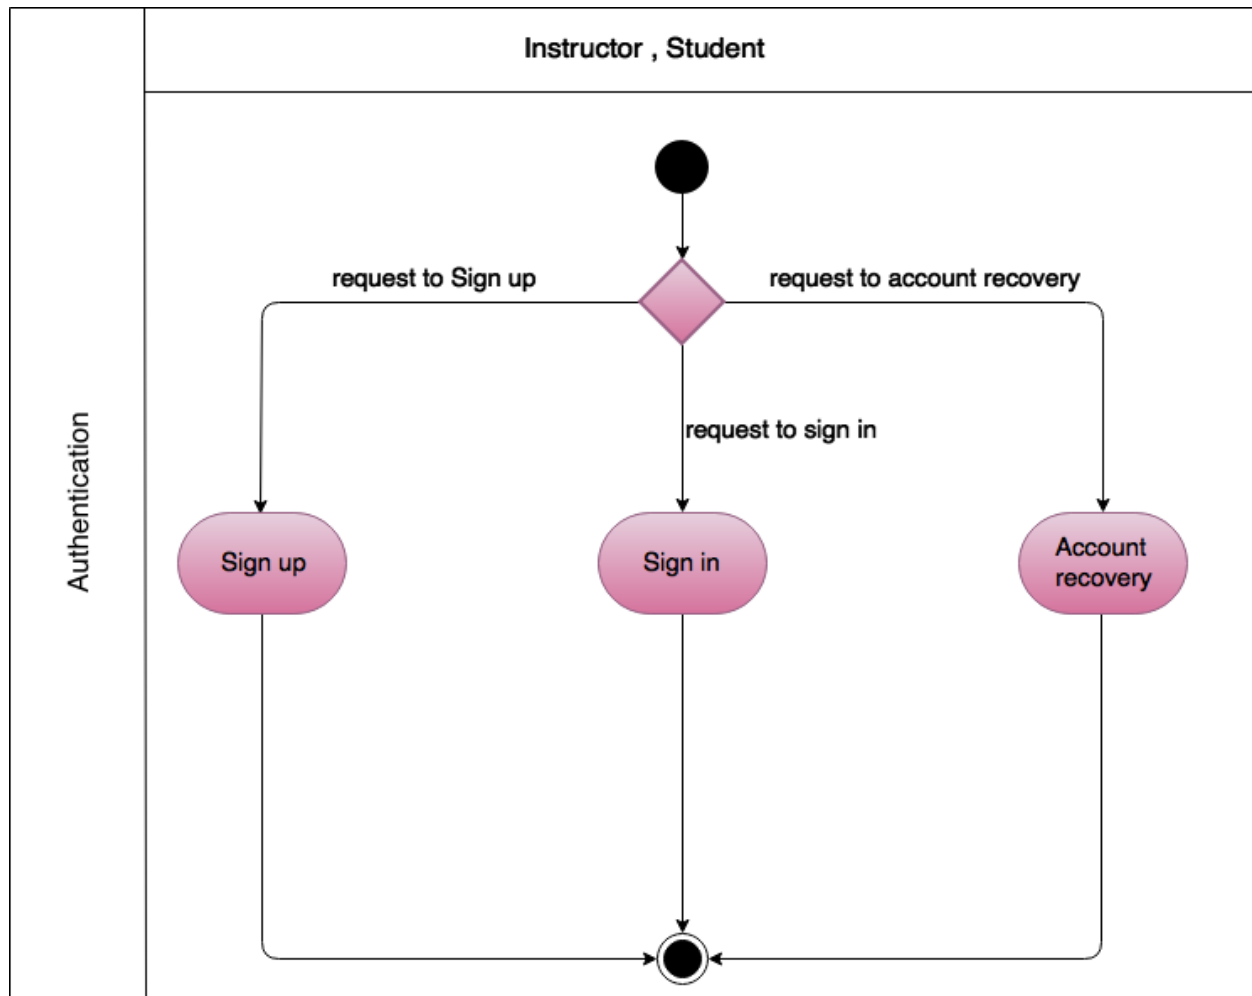 Instructor , Student
request to Sign up
request to account recovery
request to sign in
Authentication
Sign up
Sign in
Account
recovery